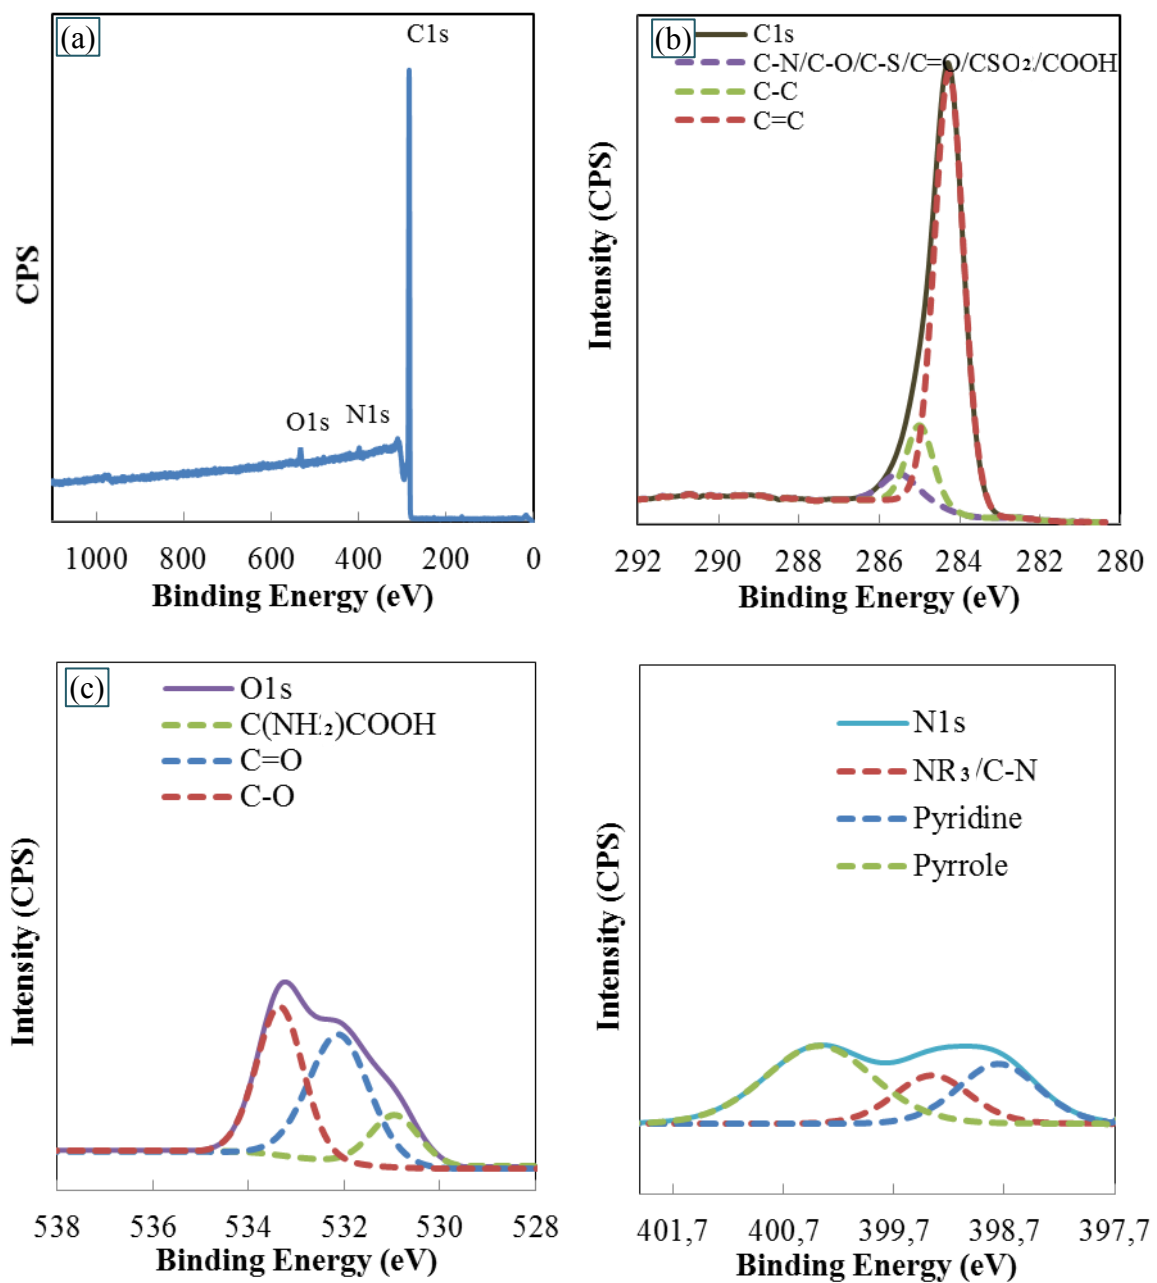 (a)
C1s
O1s
N1s
CPS
1000
800
600
400
200
0
Binding Energy (eV)
(b)
C1s
C-N/C-O/C-S/C=O/CSO₂/COOH
C-C
C=C
Intensity (CPS)
292
290
288
286
284
282
280
Binding Energy (eV)
(c)
O1s
C(NH₂)COOH
C=O
C-O
Intensity (CPS)
538
536
534
532
530
528
Binding Energy (eV)
N1s
NR₃/C-N
Pyridine
Pyrrole
Intensity (CPS)
401,7
400,7
399,7
398,7
397,7
Binding Energy (eV)